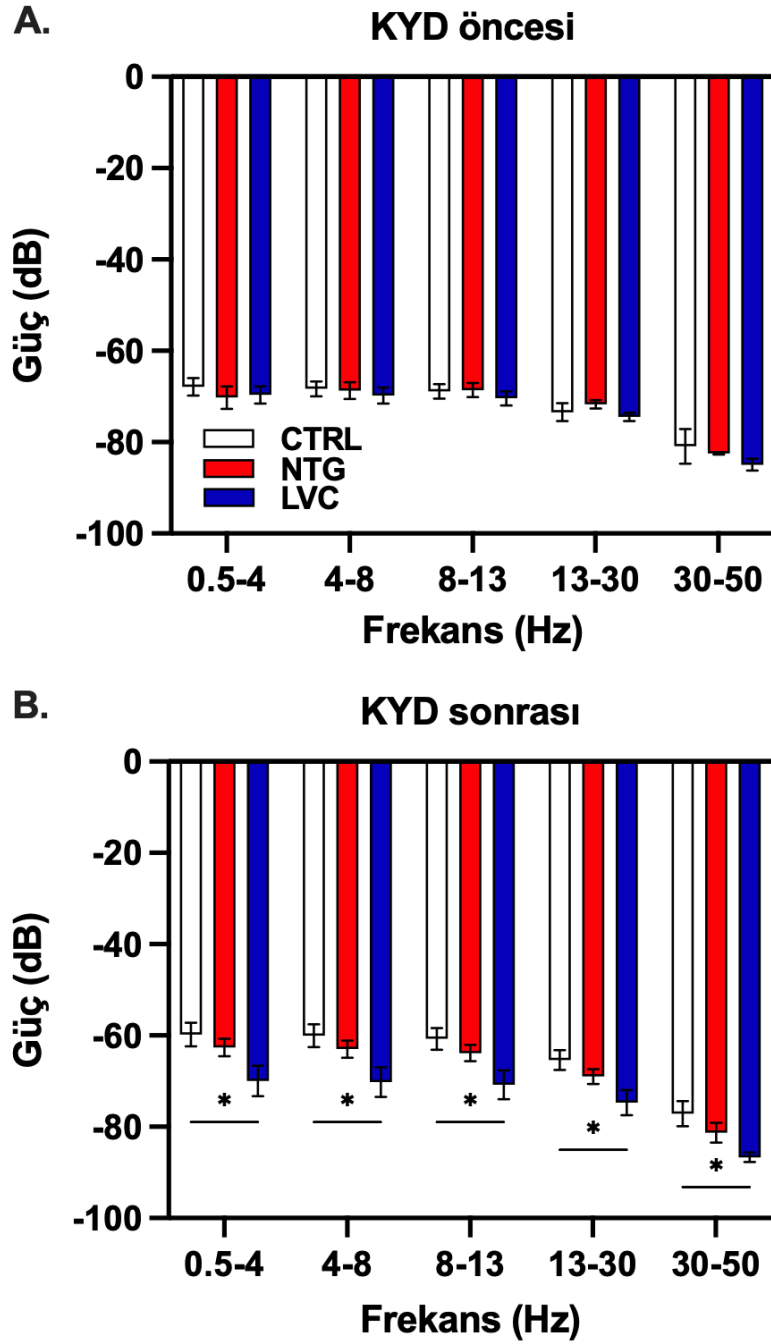 A.
KYD öncesi
0
-20
-40
-60
-80
-100
Güç (dB)
CTRL
NTG
LVC
0.5-4 4-8 8-13 13-30 30-50
Frekans (Hz)
B.
KYD sonrası
0
-20
-40
-60
-80
-100
Güç (dB)
* * * * *
0.5-4 4-8 8-13 13-30 30-50
Frekans (Hz)